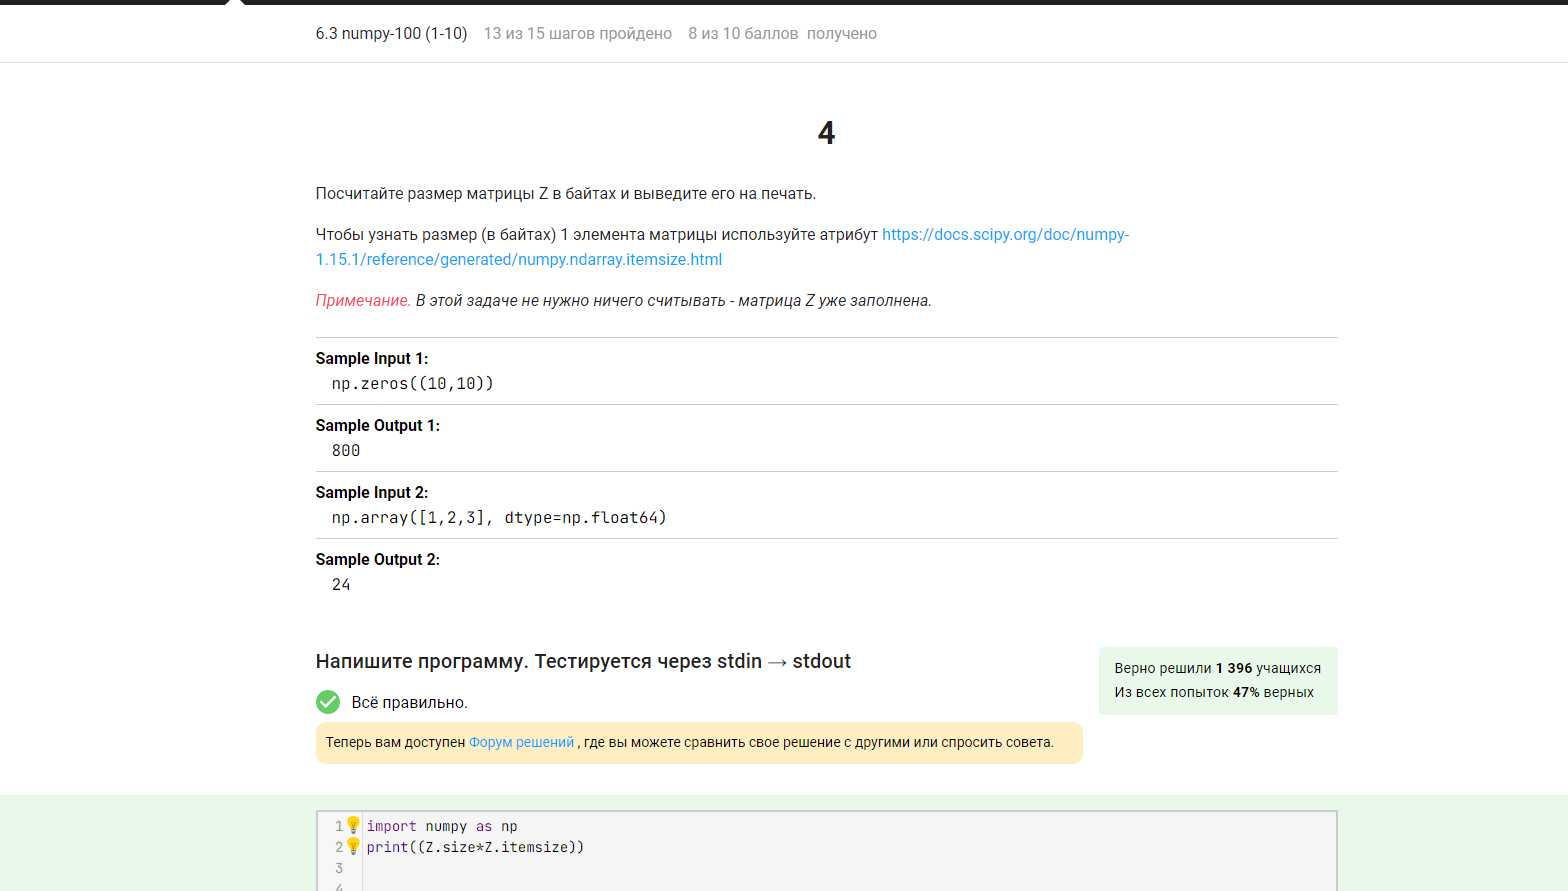 6.3 numpy-100 (1-10) 13 из 15 шагов пройдено 8 из 10 баллов получено
4
Посчитайте размер матрицы Z в байтах и выведите его на печать.
Чтобы узнать размер (в байтах) 1 элемента матрицы используйте атрибут https://docs.scipy.org/doc/numpy-
1.15.1/reference/generated/numpy.ndarray.itemsize.html
Примечание. В этой задаче не нужно ничего считывать - матрица Z уже заполнена.
Sample Input 1:
np.zeros((10,10))
Sample Output 1:
800
Sample Input 2:
np.array([1,2,3], dtype=np.float64)
Sample Output 2:
24
Напишите программу. Тестируется через stdin → stdout
Верно решили 1 396 учащихся
Из всех попыток 47% верных
Всё правильно.
Теперь вам доступен Форум решений , где вы можете сравнить свое решение с другими или спросить совета.
1 import numpy as np
2 print((Z.size*Z.itemsize))
3
4